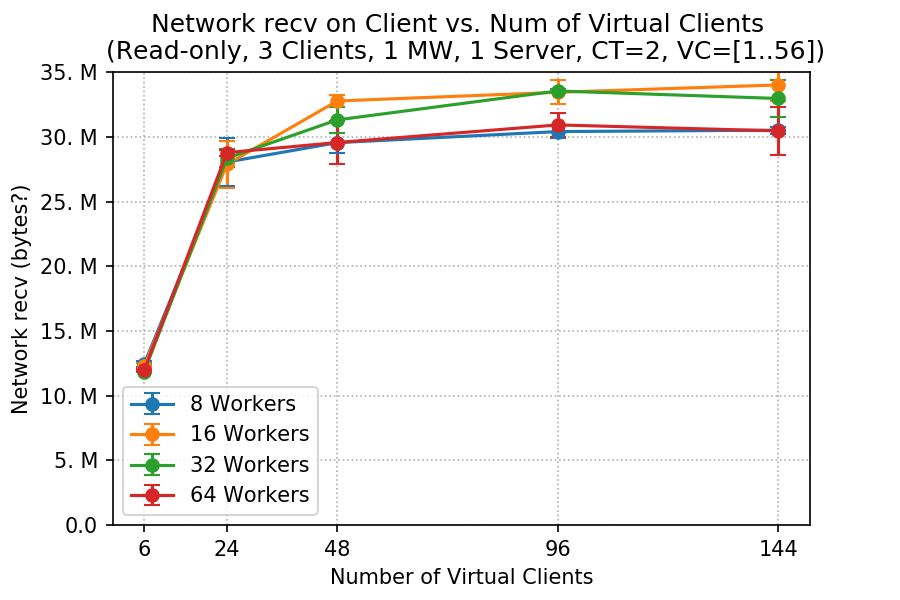 Network recv on Client vs. Num of Virtual Clients
(Read-only, 3 Clients, 1 MW, 1 Server, CT=2, VC=[1..56])
35. M
30. M
25. M
20. M
15. M
10. M
5. M
0.0
Network recv (bytes?)
8 Workers
16 Workers
32 Workers
64 Workers
6 24 48 96 144
Number of Virtual Clients